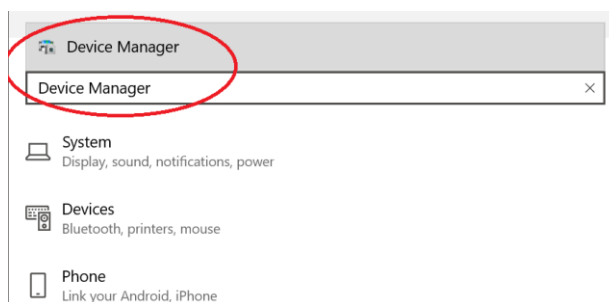 Device Manager
Device Manager
System
Display, sound, notifications, power
Devices
Bluetooth, printers, mouse
Phone
Link your Android, iPhone